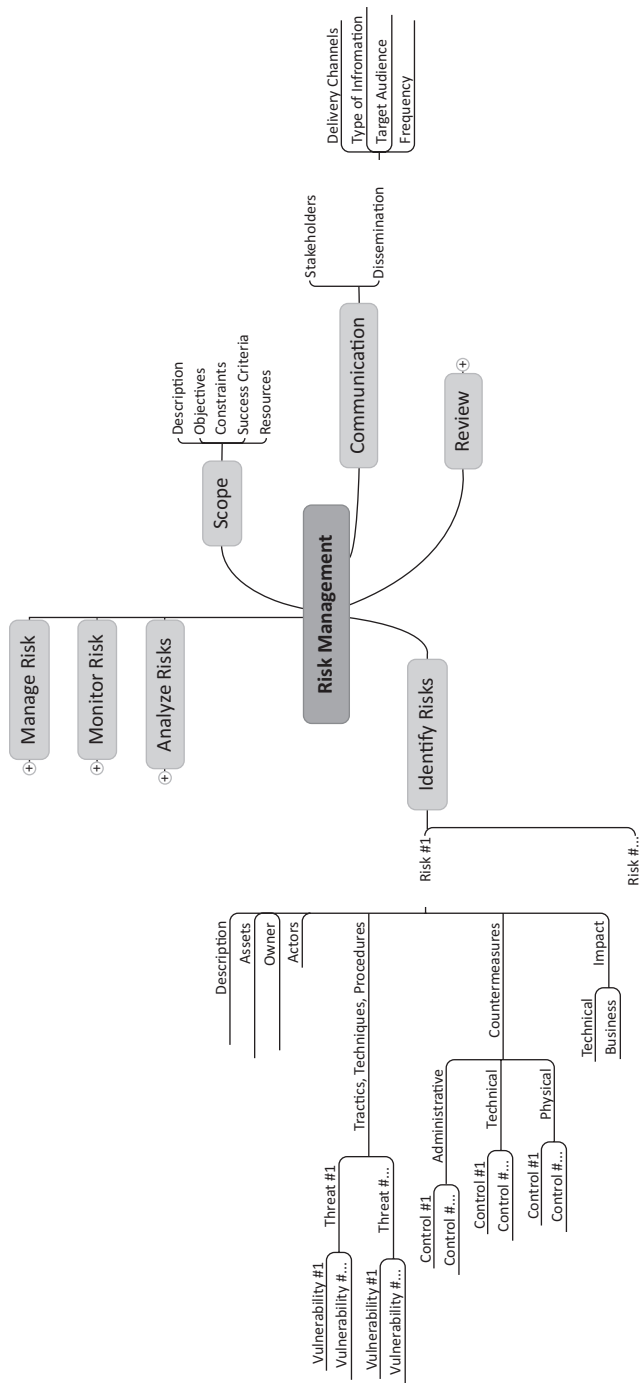 Risk Management
Manage Risk
Monitor Risk
Analyze Risks
Scope
Description
Objectives
Constraints
Success Criteria
Resources
Communication
Stakeholders
Dissemination
Delivery Channels
Type of Infromation
Target Audience
Frequency
Review
Identify Risks
Risk #1
Description
Assets
Owner
Actors
Tractics, Techniques, Procedures
Threat #1
Vulnerability #1
Vulnerability #...
Threat #...
Vulnerability #1
Vulnerability #...
Countermeasures
Administrative
Control #1
Control #...
Technical
Control #1
Control #...
Physical
Control #1
Control #...
Impact
Technical
Business
Risk #...